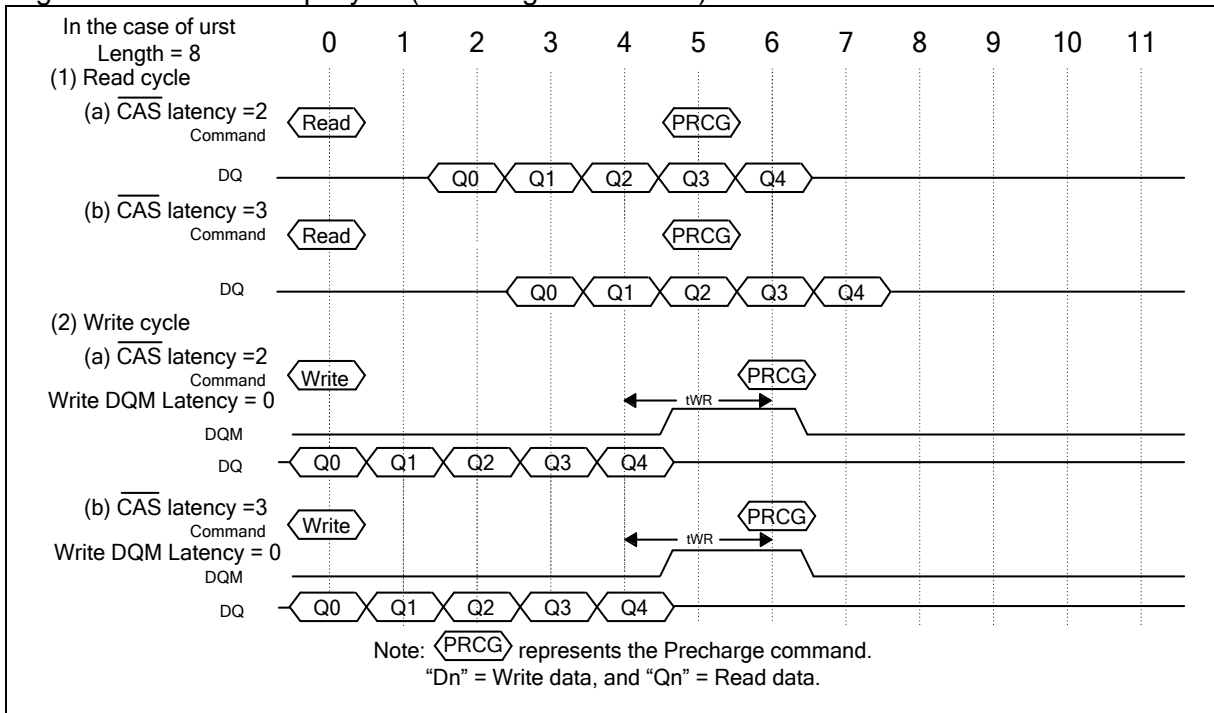 In the case of urst
Length = 8
0 1 2 3 4 5 6 7 8 9 10 11
(1) Read cycle
(a) CAS latency =2
Command
Read PRCG
DQ Q0 Q1 Q2 Q3 Q4
(b) CAS latency =3
Command
Read PRCG
DQ Q0 Q1 Q2 Q3 Q4
(2) Write cycle
(a) CAS latency =2
Command
Write PRCG
Write DQM Latency = 0
tWR
DQM
DQ Q0 Q1 Q2 Q3 Q4
(b) CAS latency =3
Command
Write PRCG
Write DQM Latency = 0
tWR
DQM
DQ Q0 Q1 Q2 Q3 Q4
Note: PRCG represents the Precharge command.
“Dn” = Write data, and “Qn” = Read data.